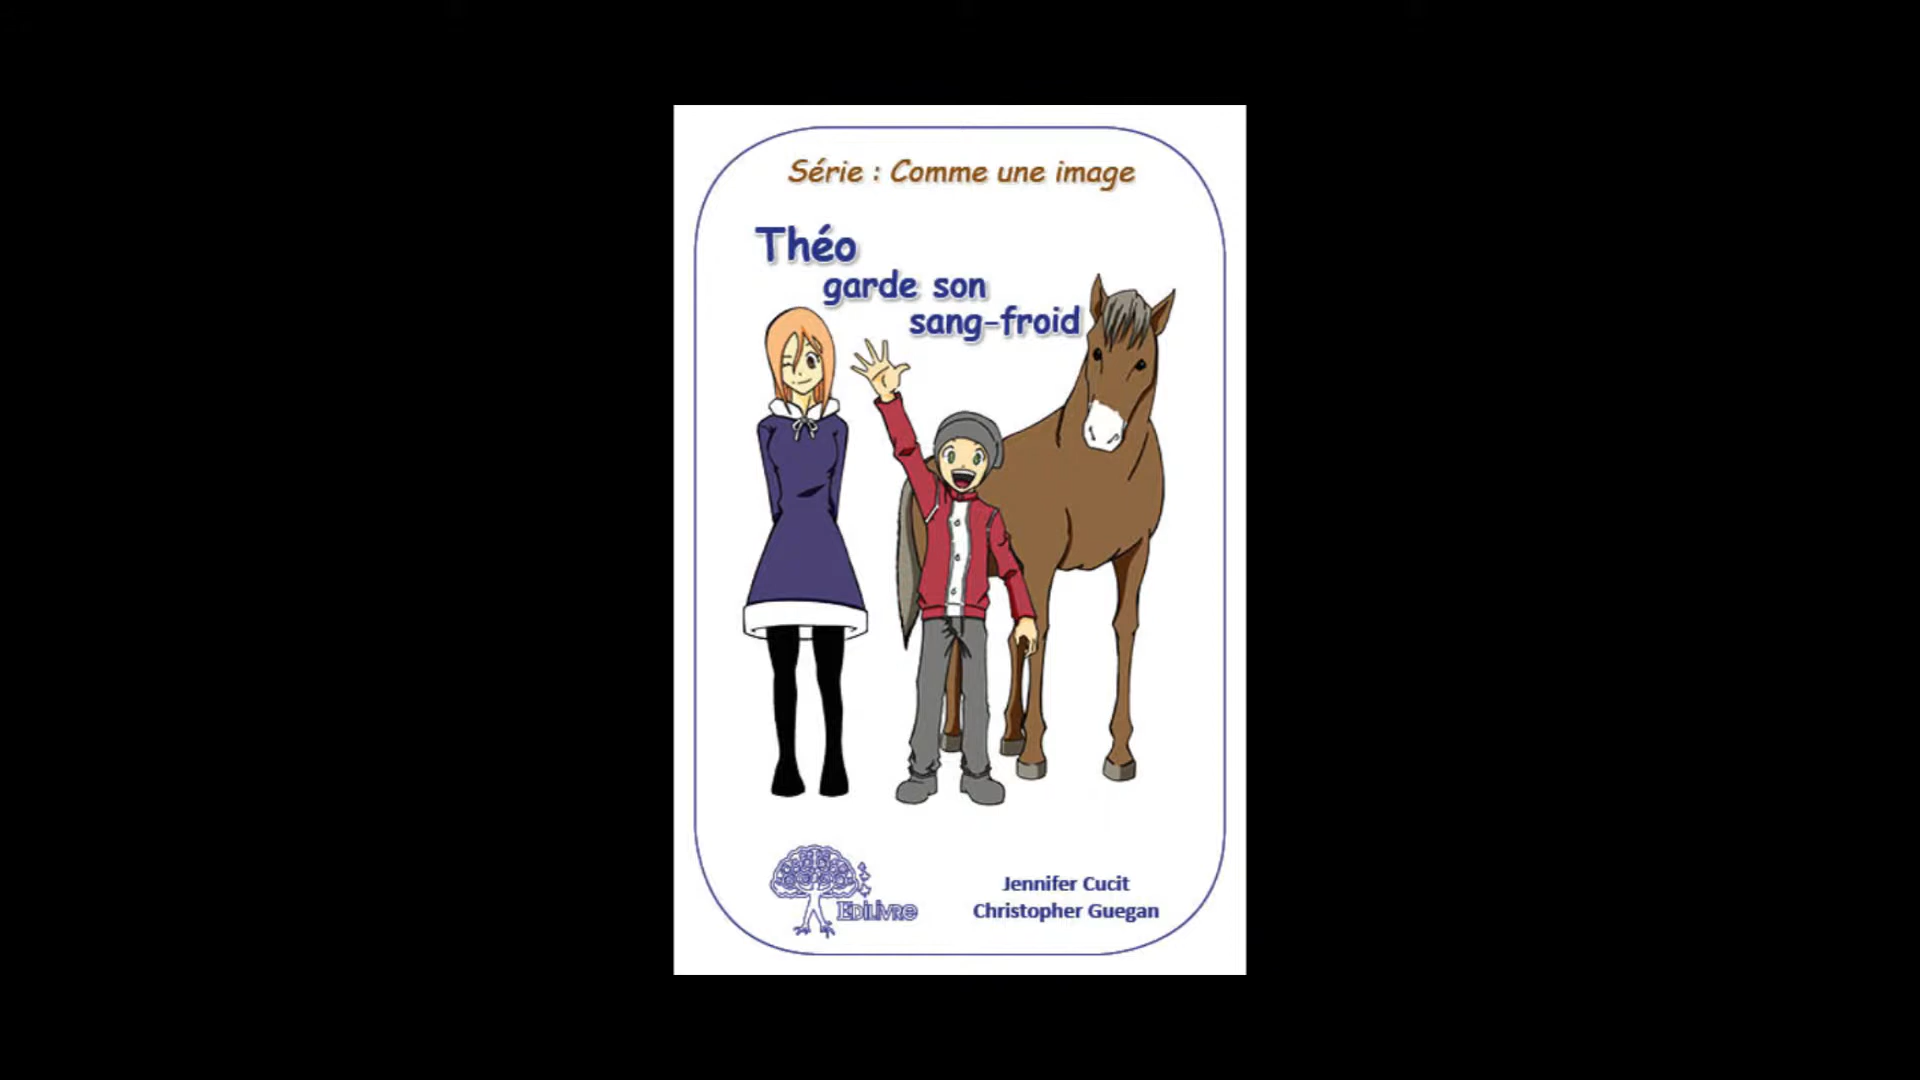 Série : Comme une image
Théo
garde son
sang-froid
Edilivre
Jennifer Cucit
Christopher Guegan